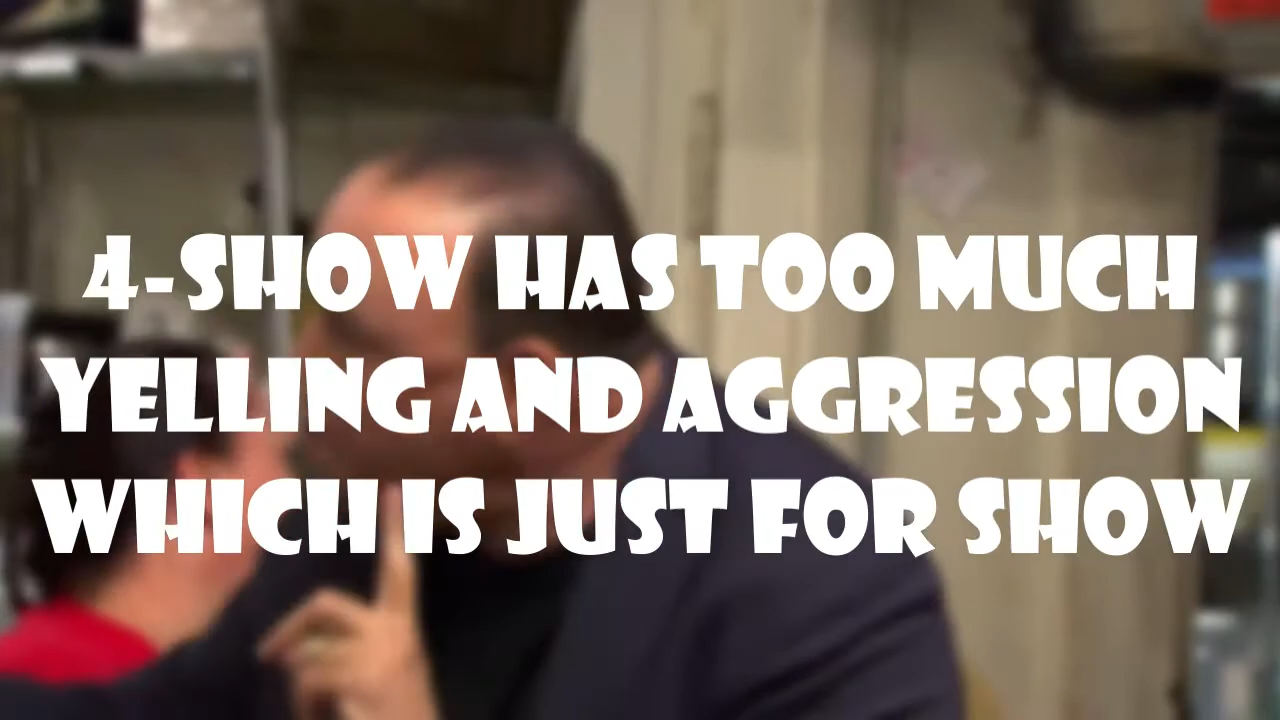 4-SHOW HAS TOO MUCH
YELLING AND AGGRESSION
WHICH IS JUST FOR SHOW